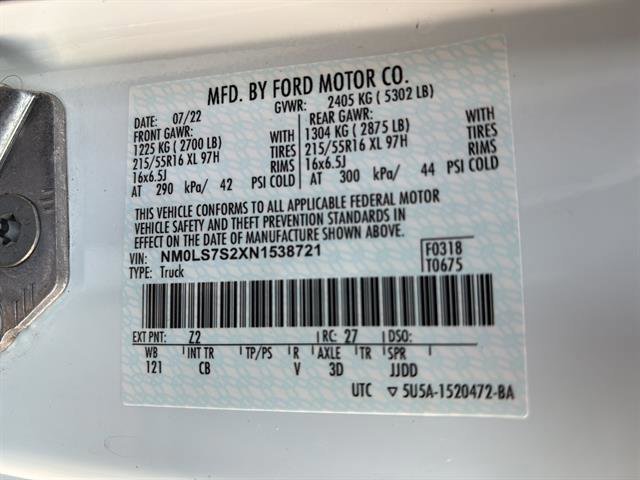 MFD. BY FORD MOTOR CO.
DATE: 07/22 GVWR: 2405 KG ( 5302 LB)
FRONT GAWR: WITH REAR GAWR: WITH
1225 KG ( 2700 LB) TIRES 1304 KG ( 2875 LB) TIRES
215/55R16 XL 97H RIMS 215/55R16 XL 97H RIMS
16x6.5J 16x6.5J
AT 290 kPa/ 42 PSI COLD AT 300 kPa/ 44 PSI COLD
THIS VEHICLE CONFORMS TO ALL APPLICABLE FEDERAL MOTOR
VEHICLE SAFETY AND THEFT PREVENTION STANDARDS IN
EFFECT ON THE DATE OF MANUFACTURE SHOWN ABOVE.
VIN: NM0LS7S2XN1538721 F0318
TYPE: Truck T0675
EXT PNT: Z2 RC: 27 DSO:
WB INT TR TP/PS R AXLE TR SPR
121 CB V 3D JJDD
UTC ▽ 5U5A-1520472-BA